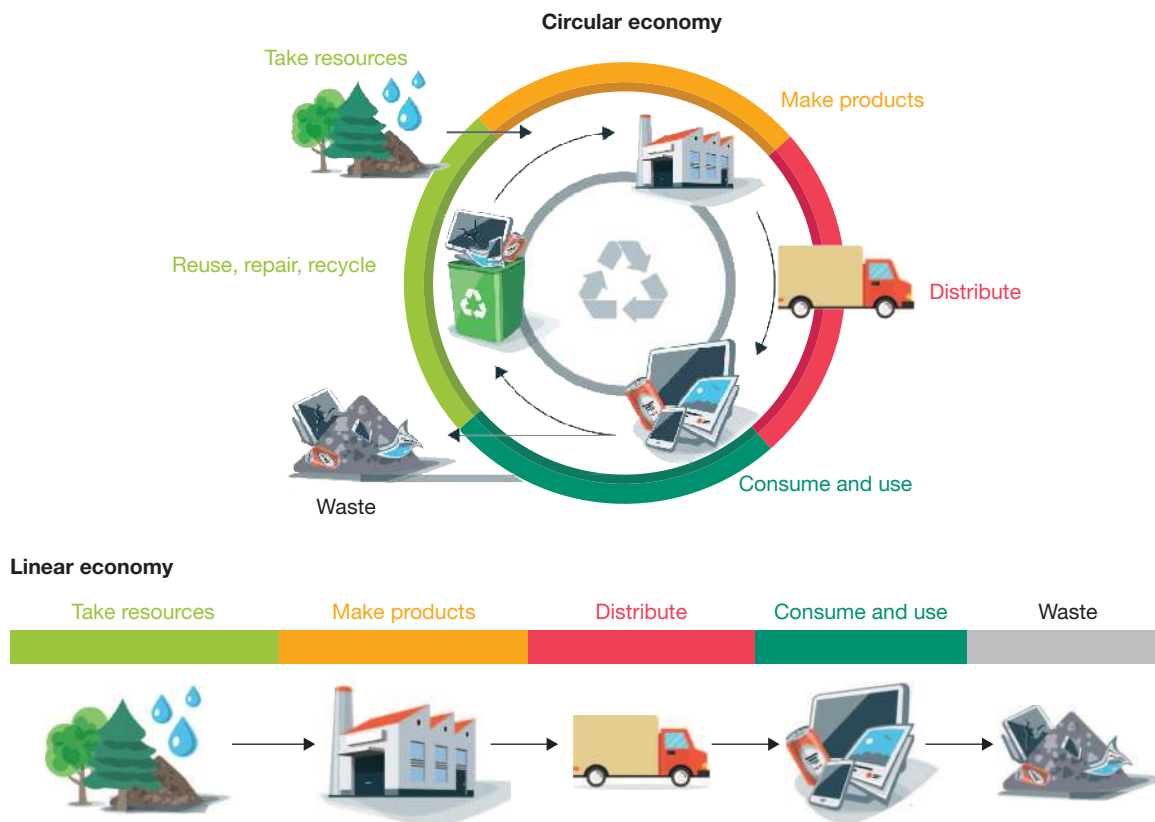 Circular economy
Take resources
Make products
Reuse, repair, recycle
Distribute
Consume and use
Waste
Linear economy
Take resources
Make products
Distribute
Consume and use
Waste